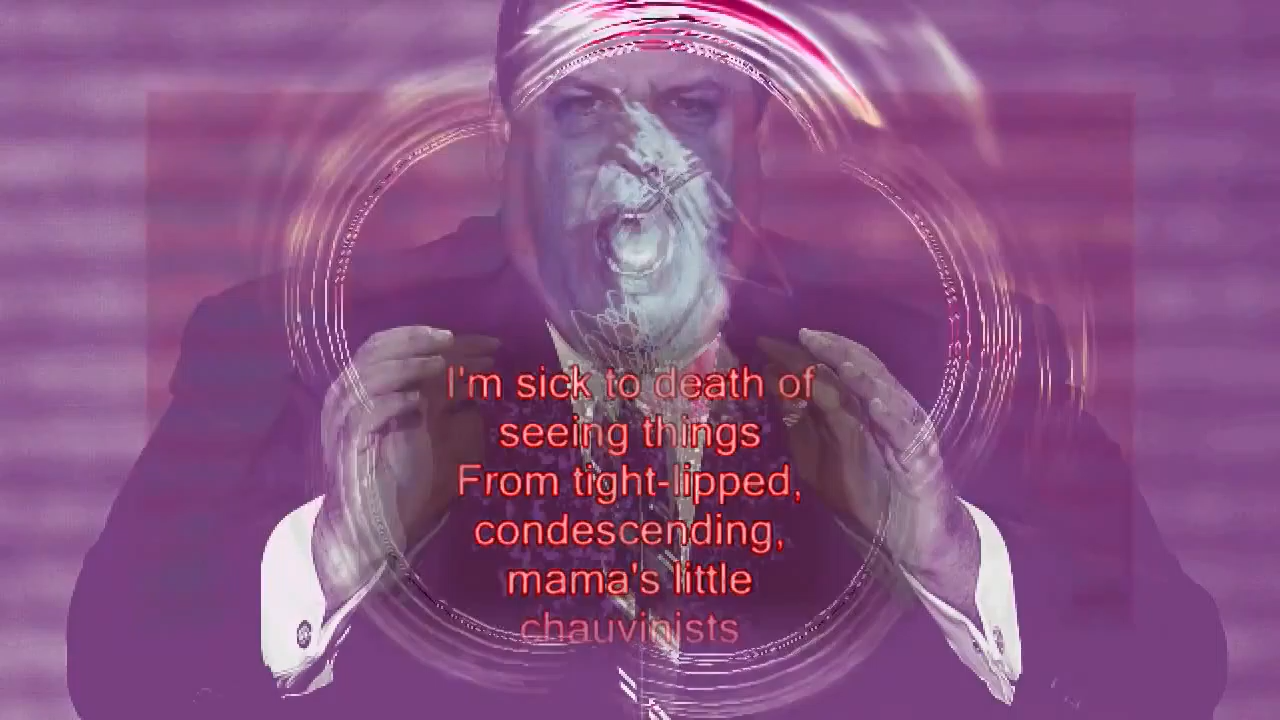 I'm sick to death of
seeing things
From tight-lipped,
condescending,
mama's little
chauvinists